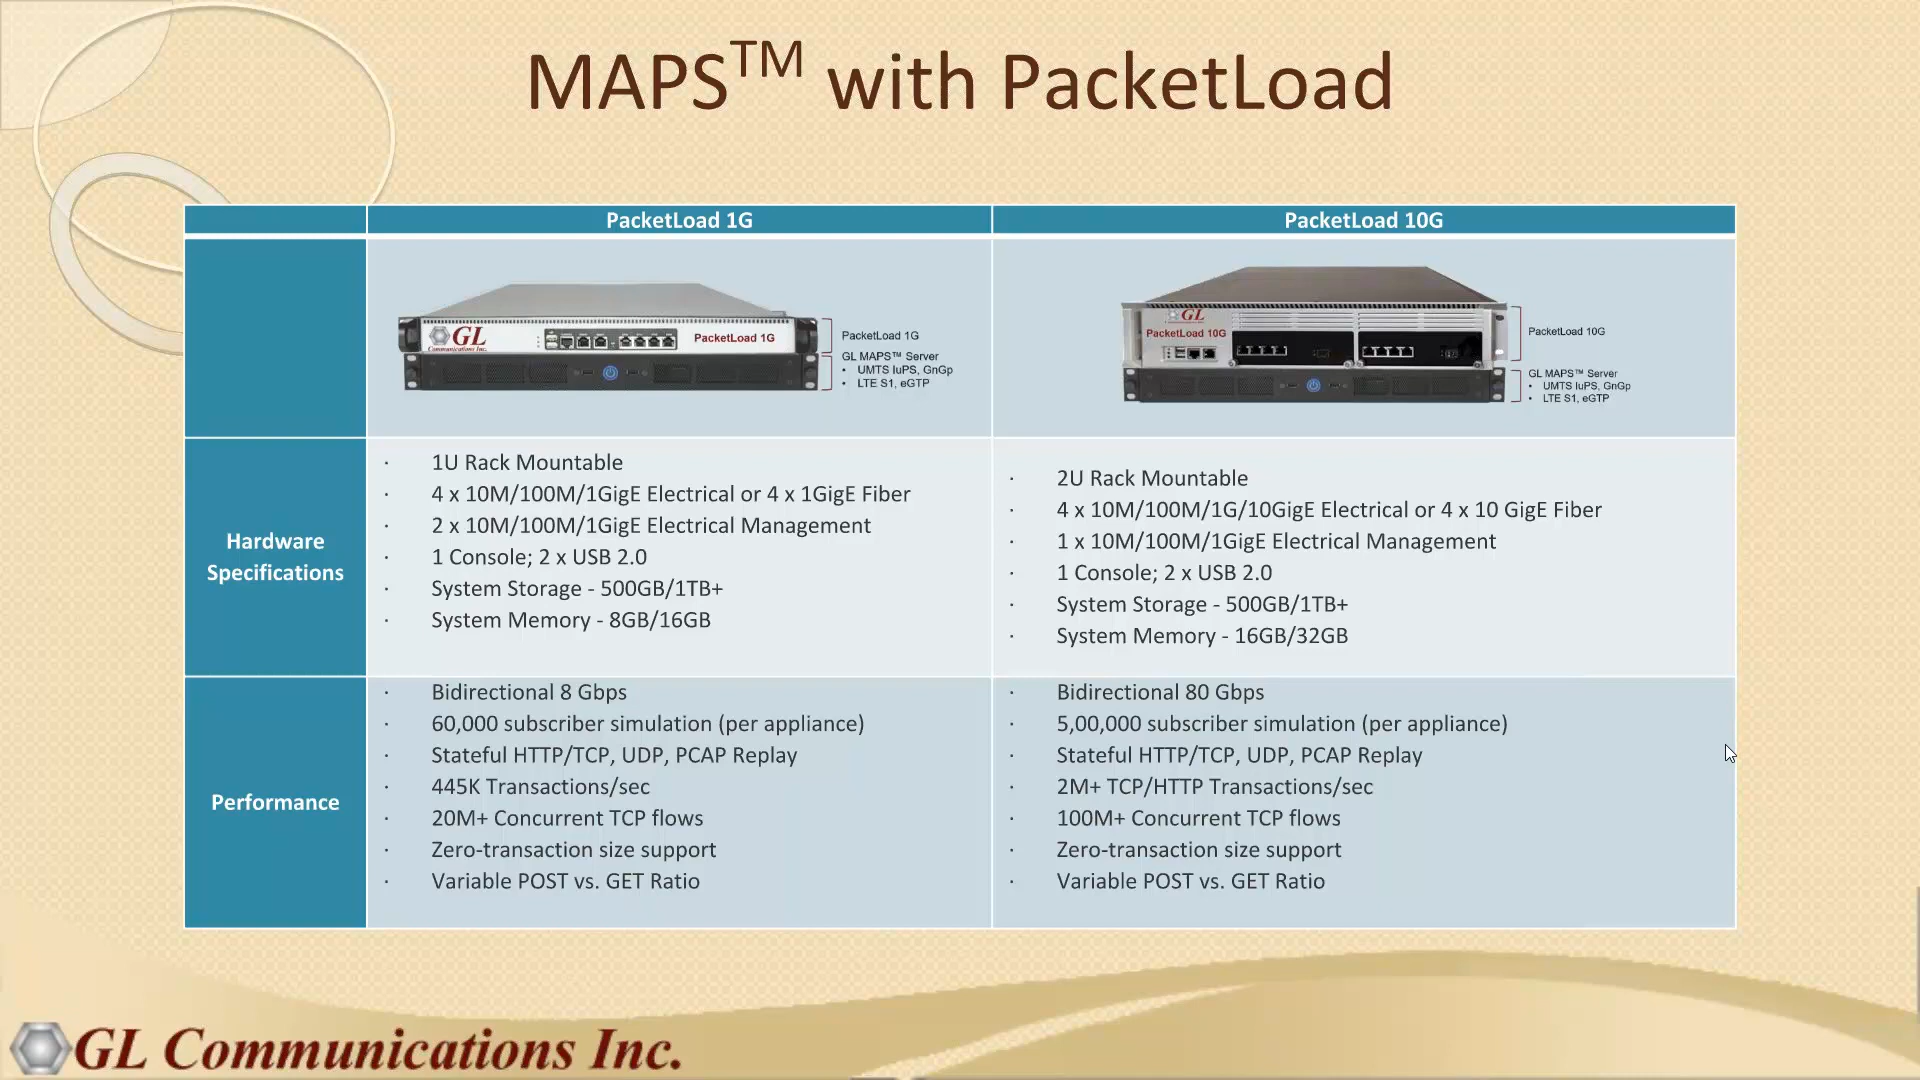 MAPS™ with PacketLoad
PacketLoad 1G
PacketLoad 10G
GL
Communications Inc.
PacketLoad 1G
PacketLoad 1G
GL MAPS™ Server
• UMTS IuPS, GnGp
• LTE S1, eGTP
GL
PacketLoad 10G
PacketLoad 10G
GL MAPS™ Server
• UMTS IuPS, GnGp
• LTE S1, eGTP
Hardware
Specifications
· 1U Rack Mountable
· 4 x 10M/100M/1GigE Electrical or 4 x 1GigE Fiber
· 2 x 10M/100M/1GigE Electrical Management
· 1 Console; 2 x USB 2.0
· System Storage - 500GB/1TB+
· System Memory - 8GB/16GB
· 2U Rack Mountable
· 4 x 10M/100M/1G/10GigE Electrical or 4 x 10 GigE Fiber
· 1 x 10M/100M/1GigE Electrical Management
· 1 Console; 2 x USB 2.0
· System Storage - 500GB/1TB+
· System Memory - 16GB/32GB
Performance
· Bidirectional 8 Gbps
· 60,000 subscriber simulation (per appliance)
· Stateful HTTP/TCP, UDP, PCAP Replay
· 445K Transactions/sec
· 20M+ Concurrent TCP flows
· Zero-transaction size support
· Variable POST vs. GET Ratio
· Bidirectional 80 Gbps
· 5,00,000 subscriber simulation (per appliance)
· Stateful HTTP/TCP, UDP, PCAP Replay
· 2M+ TCP/HTTP Transactions/sec
· 100M+ Concurrent TCP flows
· Zero-transaction size support
· Variable POST vs. GET Ratio
GL Communications Inc.